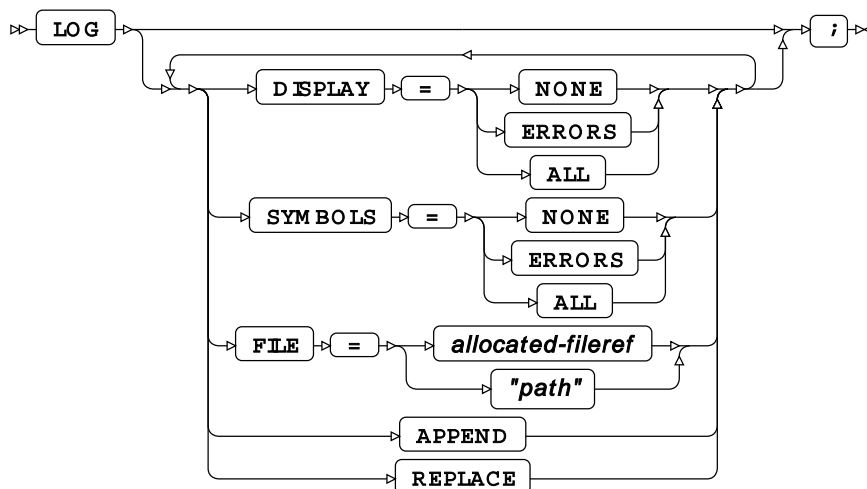 LOG ;
DISPLAY = NONE
ERRORS
ALL
SYMBOLS = NONE
ERRORS
ALL
FILE = allocated-fileref
"path"
APPEND
REPLACE